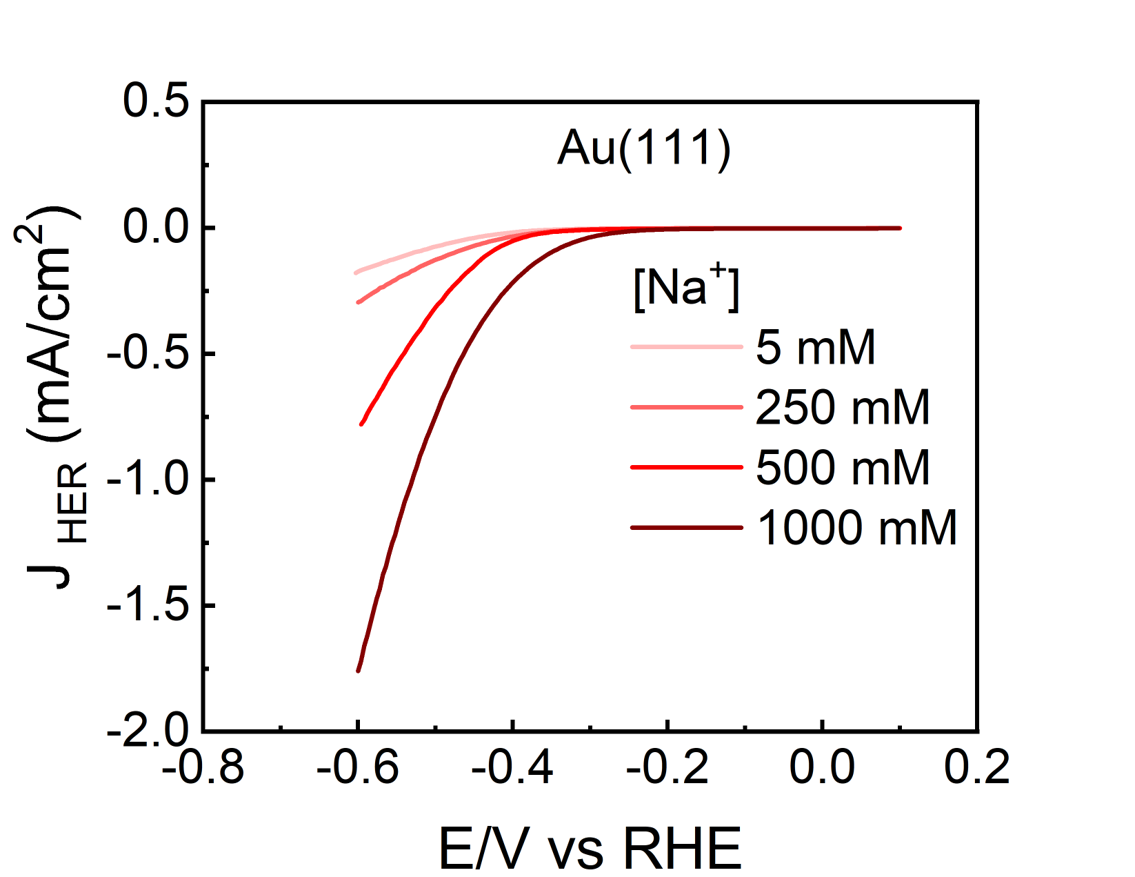 Au(111)
[Na⁺]
5 mM
250 mM
500 mM
1000 mM
J HER (mA/cm²)
0.5
0.0
-0.5
-1.0
-1.5
-2.0
-0.8 -0.6 -0.4 -0.2 0.0 0.2
E/V vs RHE